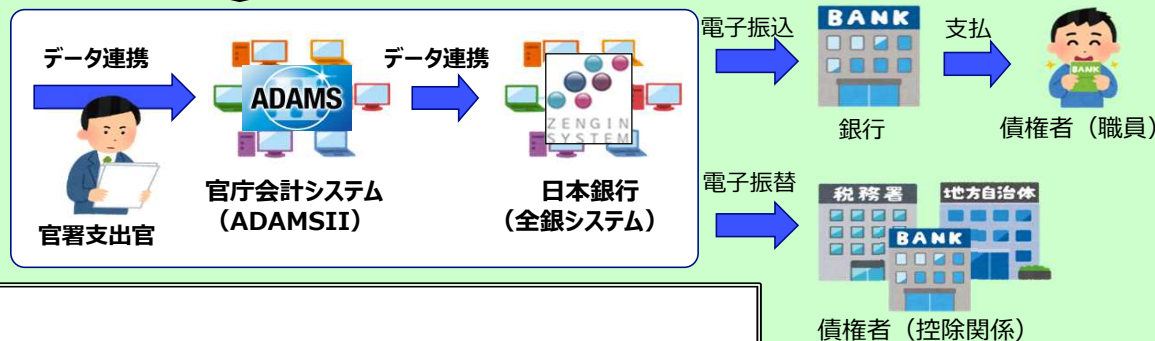 データ連携
官署支出官
ADAMS
官庁会計システム
（ADAMSII）
データ連携
ZENGIN
SYSTEM
日本銀行
（全銀システム）
電子振込
BANK
銀行
支払
BANK
債権者（職員）
電子振替
税務署
地方自治体
BANK
債権者（控除関係）